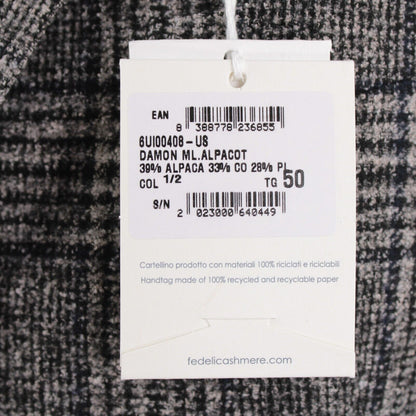 EAN
8 388778 236855
6UI00408-US
DAMON ML.ALPACOT
39% ALPACA 33% CO 28% PL
COL 1/2 TG 50
S/N
2 023000 640449
Cartellino prodotto con materiali 100% riciclati e riciclabili
Handtag made of 100% recycled and recyclable paper
fedelicashmere.com